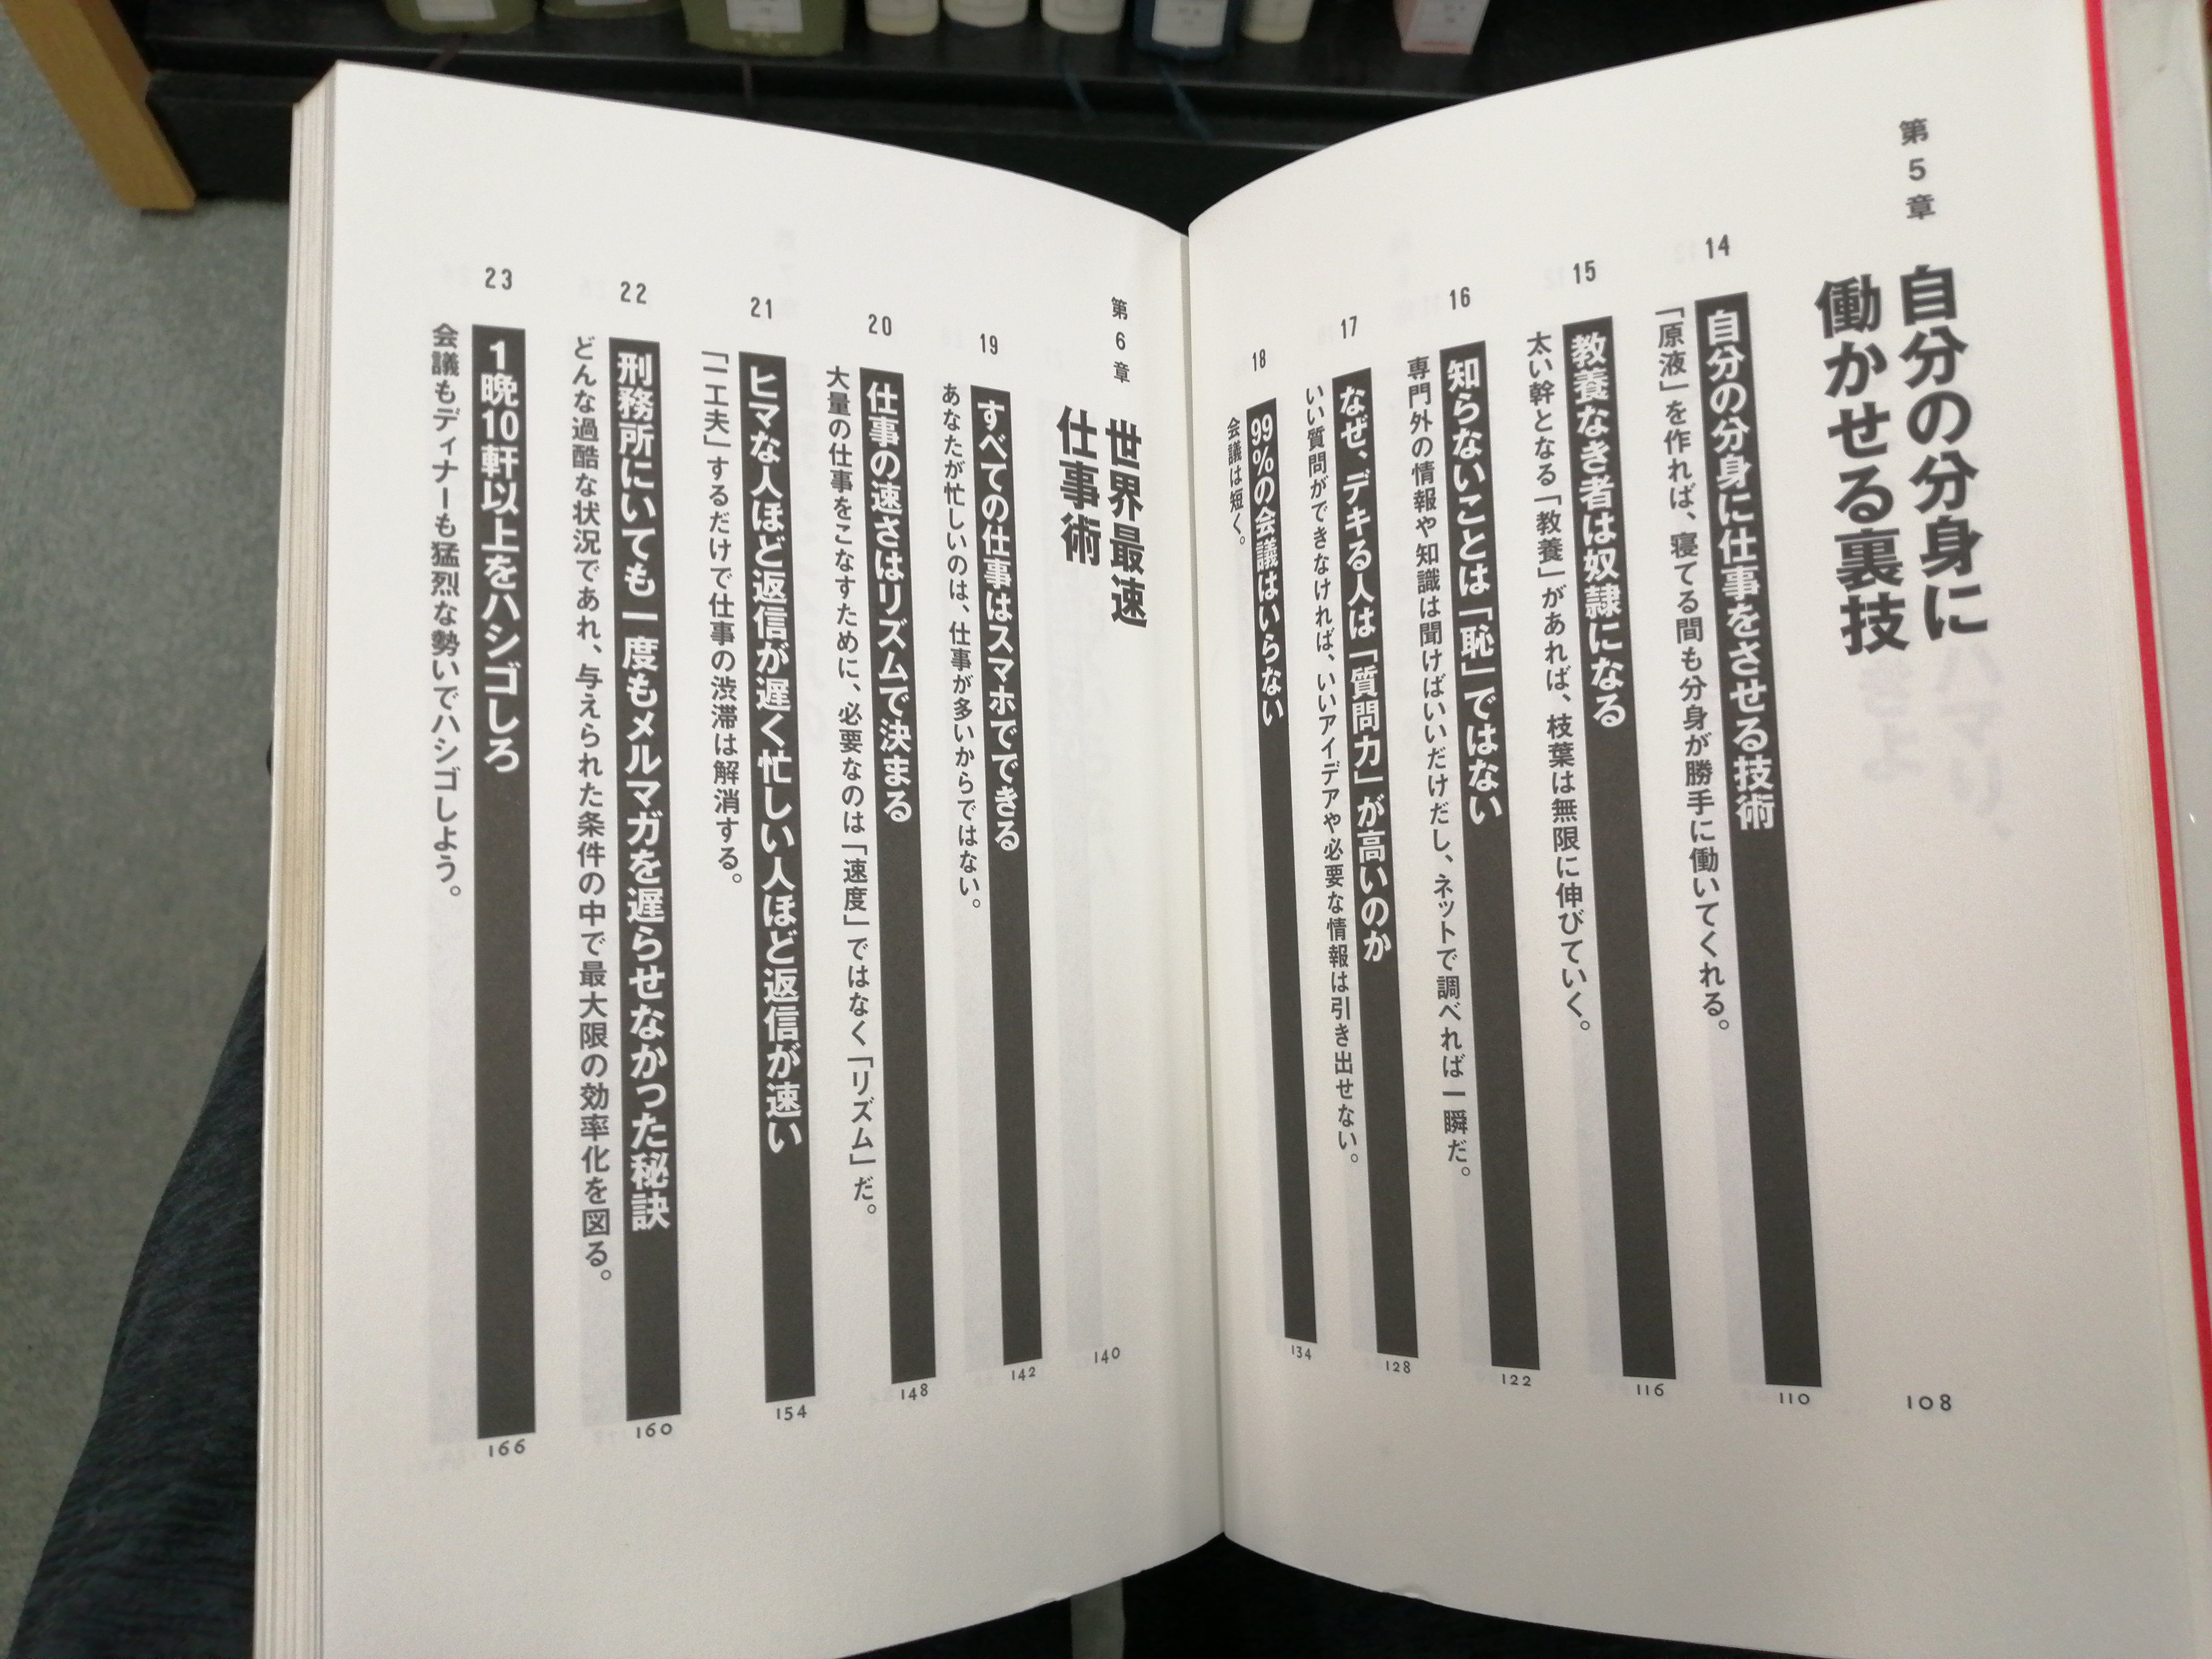 第5章
自分の分身に
働かせる裏技
108
14
自分の分身に仕事をさせる技術
110
「原液」を作れば、寝てる間も分身が勝手に働いてくれる。
15
教養なき者は奴隷になる
116
太い幹となる「教養」があれば、枝葉は無限に伸びていく。
16
知らないことは「恥」ではない
122
専門外の情報や知識は聞けばいいだけだし、ネットで調べれば一瞬だ。
17
なぜ、デキる人は「質問力」が高いのか
128
いい質問ができなければ、いいアイデアや必要な情報は引き出せない。
18
99%の会議はいらない
134
会議は短く。
第6章
世界最速
仕事術
140
19
すべての仕事はスマホでできる
142
あなたが忙しいのは、仕事が多いからではない。
20
仕事の速さはリズムで決まる
148
大量の仕事をこなすために、必要なのは「速度」ではなく「リズム」だ。
21
ヒマな人ほど返信が遅く忙しい人ほど返信が速い
154
「一工夫」するだけで仕事の渋滞は解消する。
22
刑務所にいても一度もメルマガを遅らせなかった秘訣
160
どんな過酷な状況であれ、与えられた条件の中で最大限の効率化を図る。
23
1晩10軒以上をハシゴしろ
166
会議もディナーも猛烈な勢いでハシゴしよう。